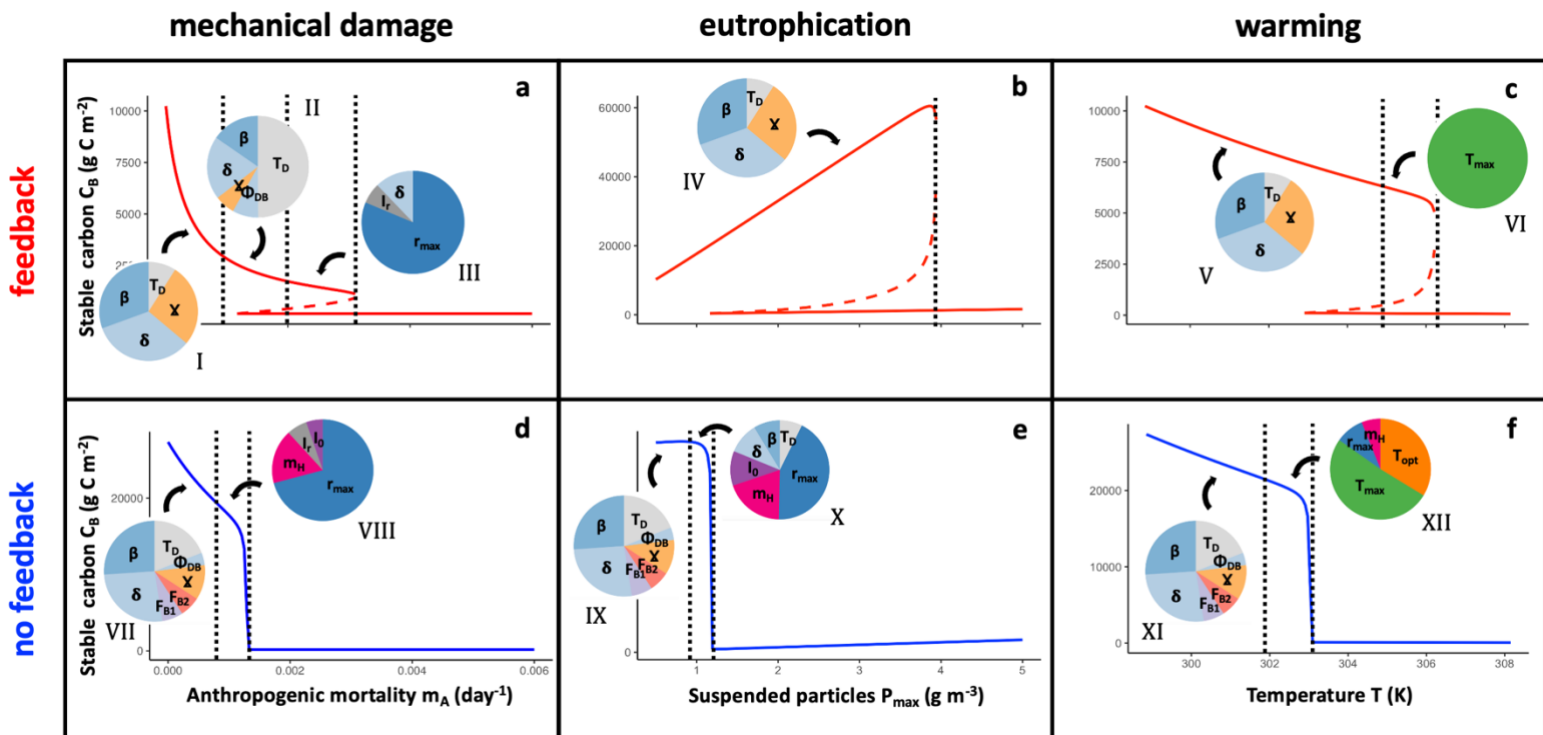 mechanical damage
eutrophication
warming
feedback
no feedback
Stable carbon C_B (g C m⁻²)
a
10000
7500
5000
0
β
T_D
δ
Ɣ
I
II
β
T_D
δ
Ɣ
Φ_DB
δ
I_r
r_max
III
b
60000
40000
20000
0
β
T_D
Ɣ
δ
IV
c
10000
7500
5000
2500
0
β
T_D
Ɣ
δ
V
T_max
VI
Stable carbon C_B (g C m⁻²)
d
20000
0
β
T_D
Φ_DB
Ɣ
F_B2
F_B1
δ
VII
I_r
I_0
m_H
r_max
VIII
0.000
0.002
0.004
0.006
Anthropogenic mortality m_A (day⁻¹)
e
0
β
T_D
Φ_DB
Ɣ
F_B2
F_B1
δ
IX
β
T_D
δ
I_0
r_max
m_H
X
1
2
3
4
5
Suspended particles P_max (g m⁻³)
f
20000
10000
0
β
T_D
Φ_DB
Ɣ
F_B2
F_B1
δ
XI
m_H
r_max
T_opt
T_max
XII
300
302
304
306
308
Temperature T (K)